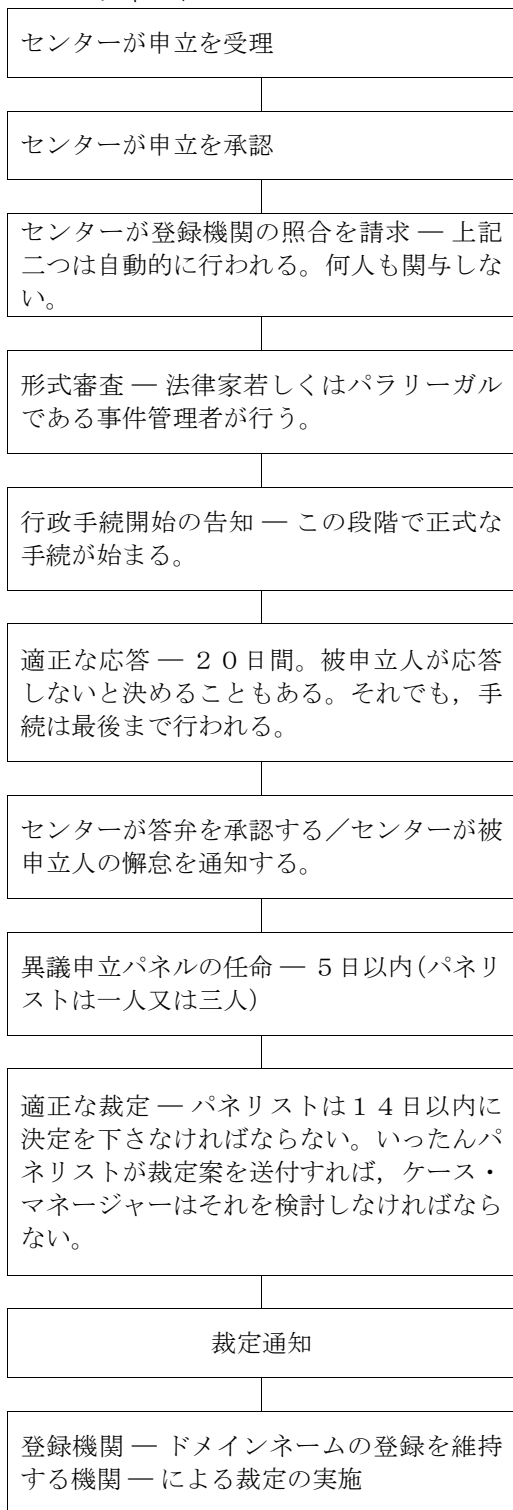 センターが申立を受理
センターが申立を承認
センターが登録機関の照合を請求 ― 上記
二つは自動的に行われる。何人も関与しな
い。
形式審査 ― 法律家若しくはパラリーガル
である事件管理者が行う。
行政手続開始の告知 ― この段階で正式な
手続が始まる。
適正な応答 ― 20日間。被申立人が応答
しないと決めることもある。それでも，手
続は最後まで行われる。
センターが答弁を承認する／センターが被
申立人の懈怠を通知する。
異議申立パネルの任命 ― 5日以内(パネリ
ストは一人又は三人)
適正な裁定 ― パネリストは14日以内に
決定を下さなければならない。いったんパ
ネリストが裁定案を送付すれば，ケース・
マネージャーはそれを検討しなければなら
ない。
裁定通知
登録機関 ― ドメインネームの登録を維持
する機関 ― による裁定の実施